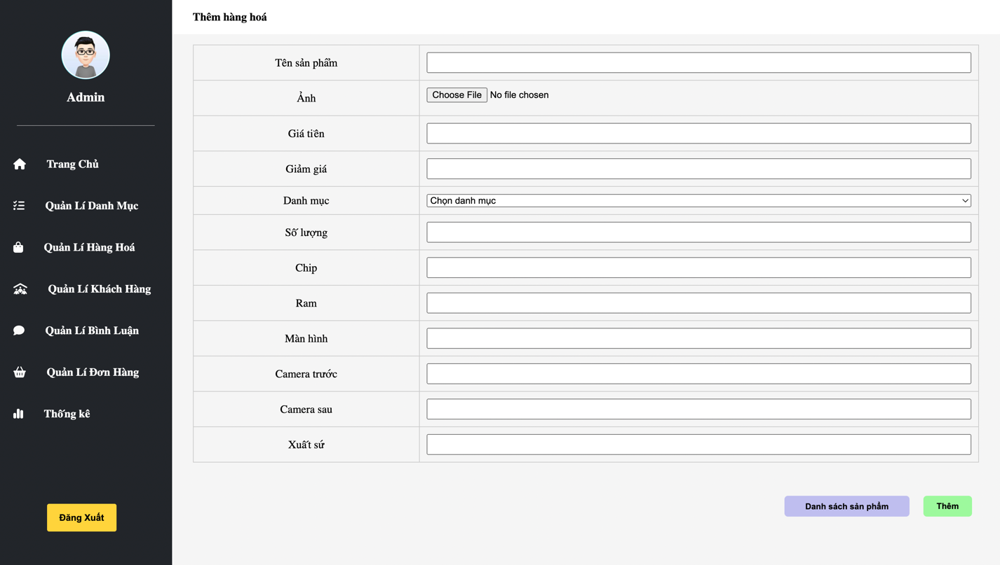 Admin
Trang Chủ
Quản Lí Danh Mục
Quản Lí Hàng Hoá
Quản Lí Khách Hàng
Quản Lí Bình Luận
Quản Lí Đơn Hàng
Thống kê
Đăng Xuất
Thêm hàng hoá
Tên sản phẩm
Ảnh
Choose File No file chosen
Giá tiền
Giảm giá
Danh mục
Chọn danh mục
Số lượng
Chip
Ram
Màn hình
Camera trước
Camera sau
Xuất sứ
Danh sách sản phẩm
Thêm